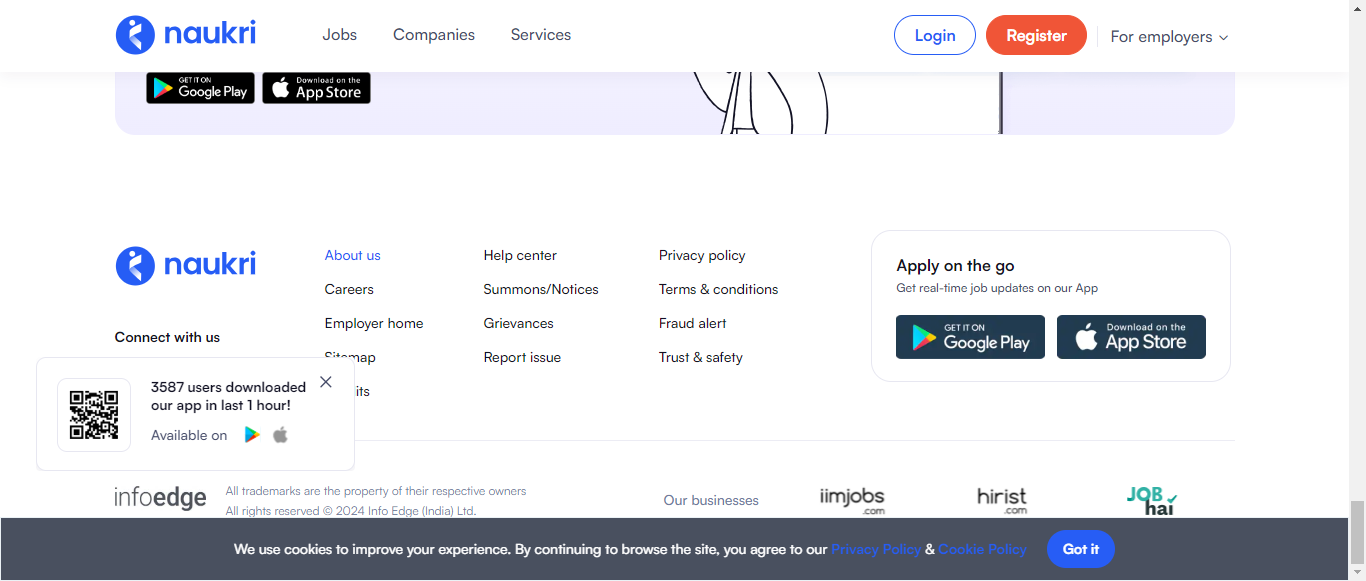 naukri
Jobs
Companies
Services
Login
Register
For employers
GET IT ON
Google Play
Download on the
App Store
naukri
Connect with us
About us
Careers
Employer home
Sitemap
its
Help center
Summons/Notices
Grievances
Report issue
Privacy policy
Terms & conditions
Fraud alert
Trust & safety
Apply on the go
Get real-time job updates on our App
GET IT ON
Google Play
Download on the
App Store
3587 users downloaded
our app in last 1 hour!
Available on
infoedge
All trademarks are the property of their respective owners
All rights reserved © 2024 Info Edge (India) Ltd.
Our businesses
iimjobs
.com
hirist
.com
JOB
hai
We use cookies to improve your experience. By continuing to browse the site, you agree to our Privacy Policy & Cookie Policy
Got it